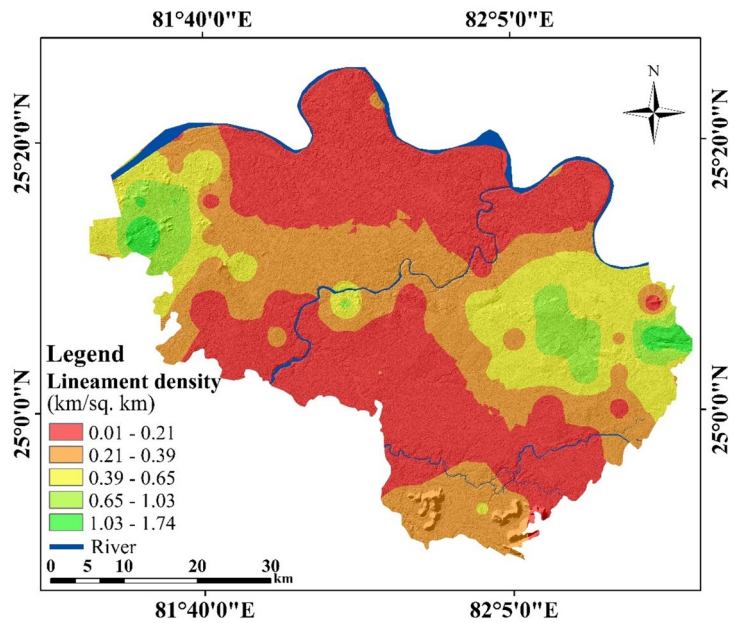 81°40'0"E 82°5'0"E
N
25°20'0"N 25°20'0"N
25°0'0"N 25°0'0"N
Legend
Lineament density
(km/sq. km)
0.01 - 0.21
0.21 - 0.39
0.39 - 0.65
0.65 - 1.03
1.03 - 1.74
River
0 5 10 20 30
km
81°40'0"E 82°5'0"E